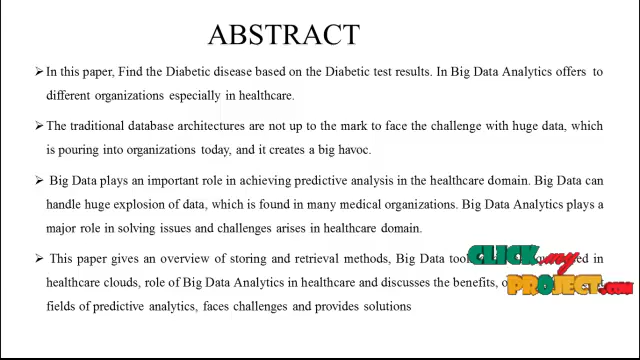 ABSTRACT
➢In this paper, Find the Diabetic disease based on the Diabetic test results. In Big Data Analytics offers to
different organizations especially in healthcare.
➢The traditional database architectures are not up to the mark to face the challenge with huge data, which
is pouring into organizations today, and it creates a big havoc.
➢ Big Data plays an important role in achieving predictive analysis in the healthcare domain. Big Data can
handle huge explosion of data, which is found in many medical organizations. Big Data Analytics plays a
major role in solving issues and challenges arises in healthcare domain.
➢ This paper gives an overview of storing and retrieval methods, Big Data tool in
healthcare clouds, role of Big Data Analytics in healthcare and discusses the benefits,
fields of predictive analytics, faces challenges and provides solutions
CLICK my
PROJECT.COM